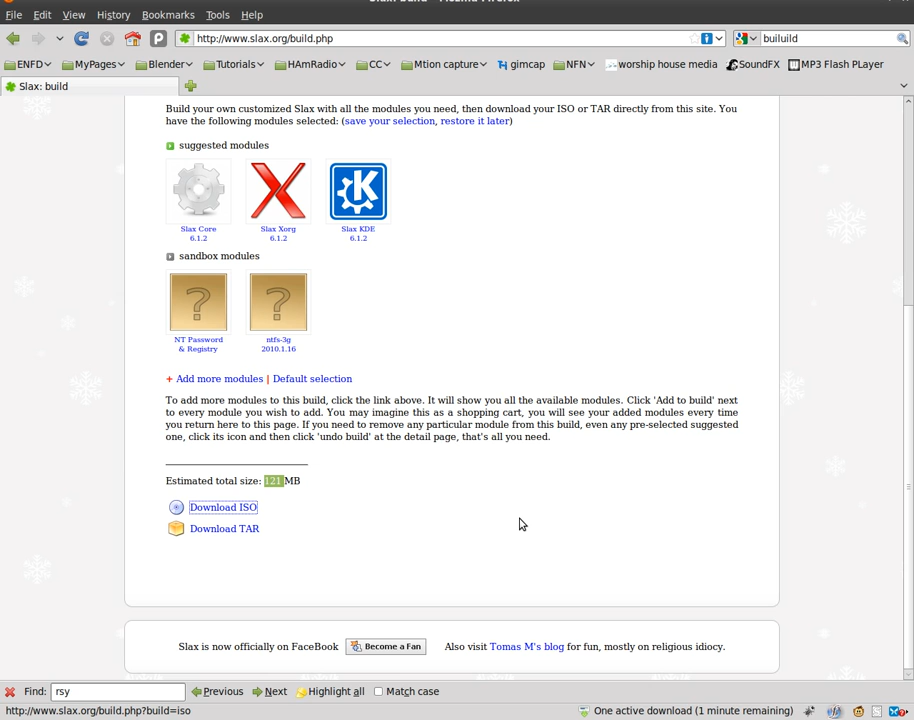 File Edit View History Bookmarks Tools Help
http://www.slax.org/build.php
builuild
ENFD MyPages Blender Tutorials HAmRadio CC Mtion capture gimcap NFN worship house media SoundFX MP3 Flash PLayer
Slax: build
Build your own customized Slax with all the modules you need, then download your ISO or TAR directly from this site. You
have the following modules selected: (save your selection, restore it later)
suggested modules
Slax Core
6.1.2
Slax Xorg
6.1.2
Slax KDE
6.1.2
sandbox modules
NT Password
& Registry
ntfs-3g
2010.1.16
+ Add more modules | Default selection
To add more modules to this build, click the link above. It will show you all the available modules. Click 'Add to build' next
to every module you wish to add. You may imagine this as a shopping cart, you will see your added modules every time
you return here to this page. If you need to remove any particular module from this build, even any pre-selected suggested
one, click its icon and then click 'undo build' at the detail page, that's all you need.
Estimated total size: 121 MB
Download ISO
Download TAR
Slax is now officially on FaceBook Become a Fan Also visit Tomas M's blog for fun, mostly on religious idiocy.
Find: rsy Previous Next Highlight all Match case
http://www.slax.org/build.php?build=iso
One active download (1 minute remaining)